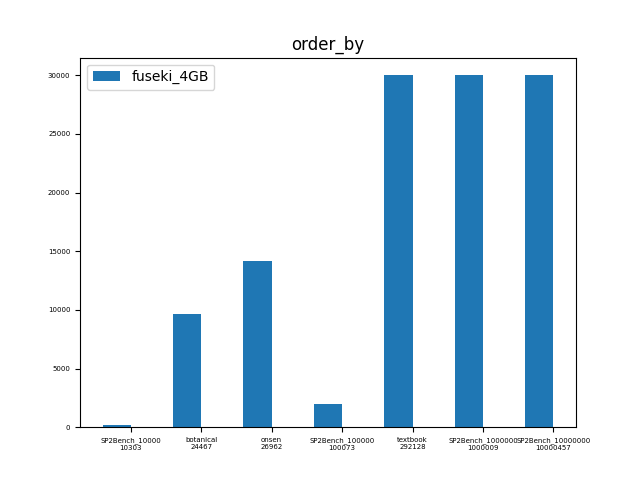 order_by
fuseki_4GB
30000
25000
20000
15000
10000
5000
0
SP2Bench_10000
10303
botanical
24467
onsen
26962
SP2Bench_100000
100073
textbook
292128
SP2Bench_1000000
1000009
SP2Bench_10000000
10000457